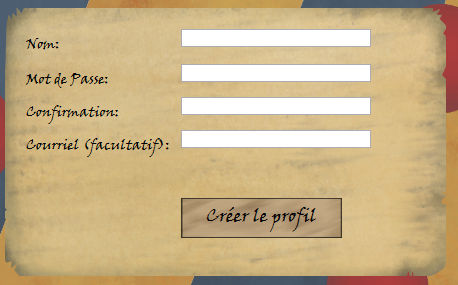 Nom:
Mot de Passe:
Confirmation:
Courriel (facultatif):
Créer le profil